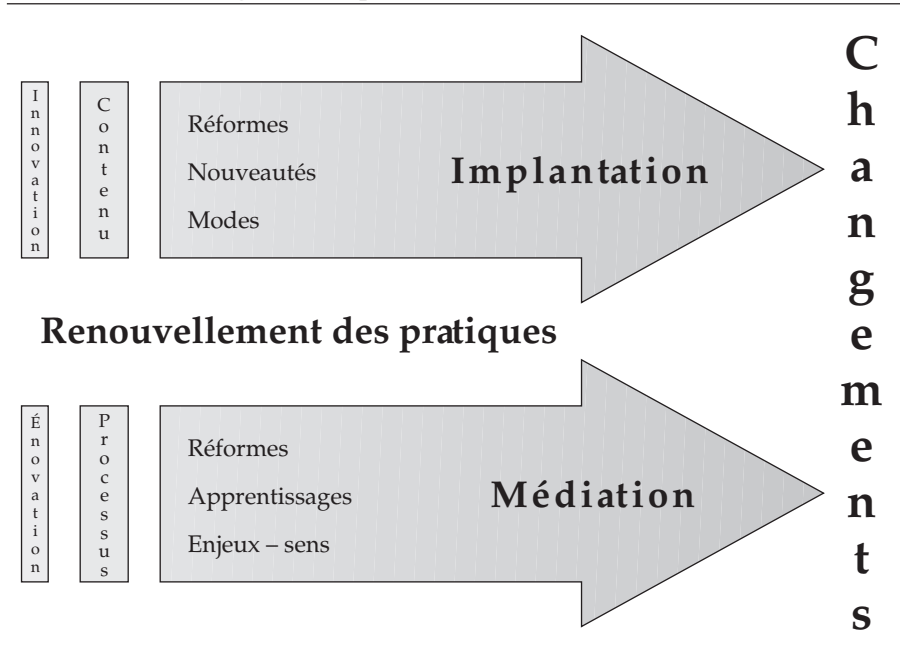 Innovation
Contenu
Réformes
Nouveautés
Modes
Implantation
Renouvellement des pratiques
Énovation
Processus
Réformes
Apprentissages
Enjeux – sens
Médiation
Changements